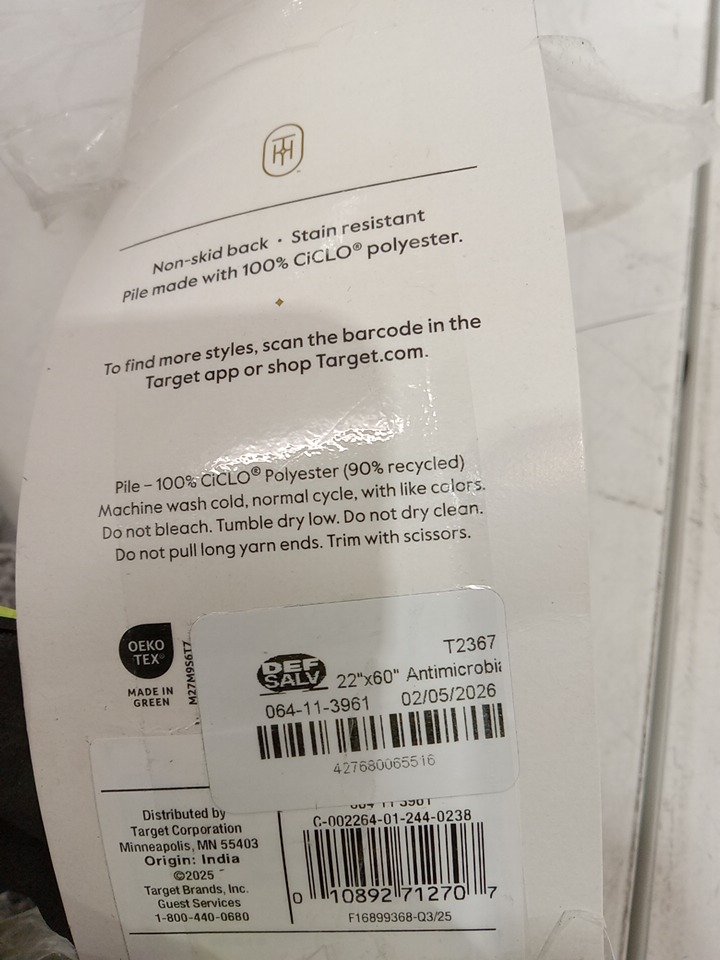 TH
Non-skid back · Stain resistant
Pile made with 100% CiCLO® polyester.
To find more styles, scan the barcode in the
Target app or shop Target.com.
Pile – 100% CiCLO® Polyester (90% recycled)
Machine wash cold, normal cycle, with like colors.
Do not bleach. Tumble dry low. Do not dry clean.
Do not pull long yarn ends. Trim with scissors.
OEKO
TEX®
MADE IN
GREEN
M27M9S6T7
T2367
DEF
SALV
22"x60" Antimicrobia
064-11-3961 02/05/2026
427680065516
Distributed by
Target Corporation
Minneapolis, MN 55403
Origin: India
©2025
Target Brands, Inc.
Guest Services
1-800-440-0680
C-002264-01-244-0238
0 10892 71270 7
F16899368-Q3/25